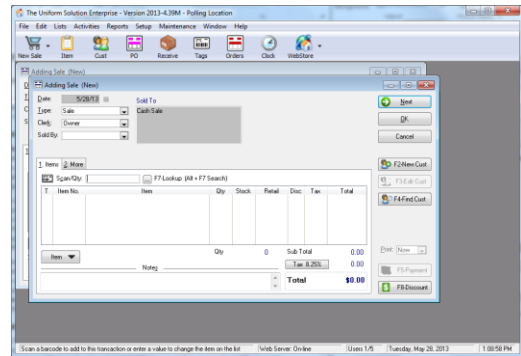 The Uniform Solution Enterprise - Version 2013-4.39M - Polling Location
File Edit Lists Activities Reports Setup Maintenance Window Help
New Sale Item Cust PO Receive Tags Orders Clock WebStore
Adding Sale (New)
Adding Sale (New)
Date: 5/28/13 Sold To
Type: Sale Cash Sale
Clerk: Owner
Sold By:
Next
OK
Cancel
1. Items 2. More
Scan/Qty: F7-Lookup (Alt + F7 Search)
T Item No. Item Qty Stock Retail Disc Tax Total
F2-New Cust
F3-Edit Cust
F4-Find Cust
Item Qty 0 Sub Total 0.00
Tax 8.25% 0.00
Notes
Total $0.00
Print: Now
F5-Payment
F8-Discount
Scan a barcode to add to this transaction or enter a value to change the item on the list Web Server: On-line Users 1/5 Tuesday, May 28, 2013 1:08:58 PM